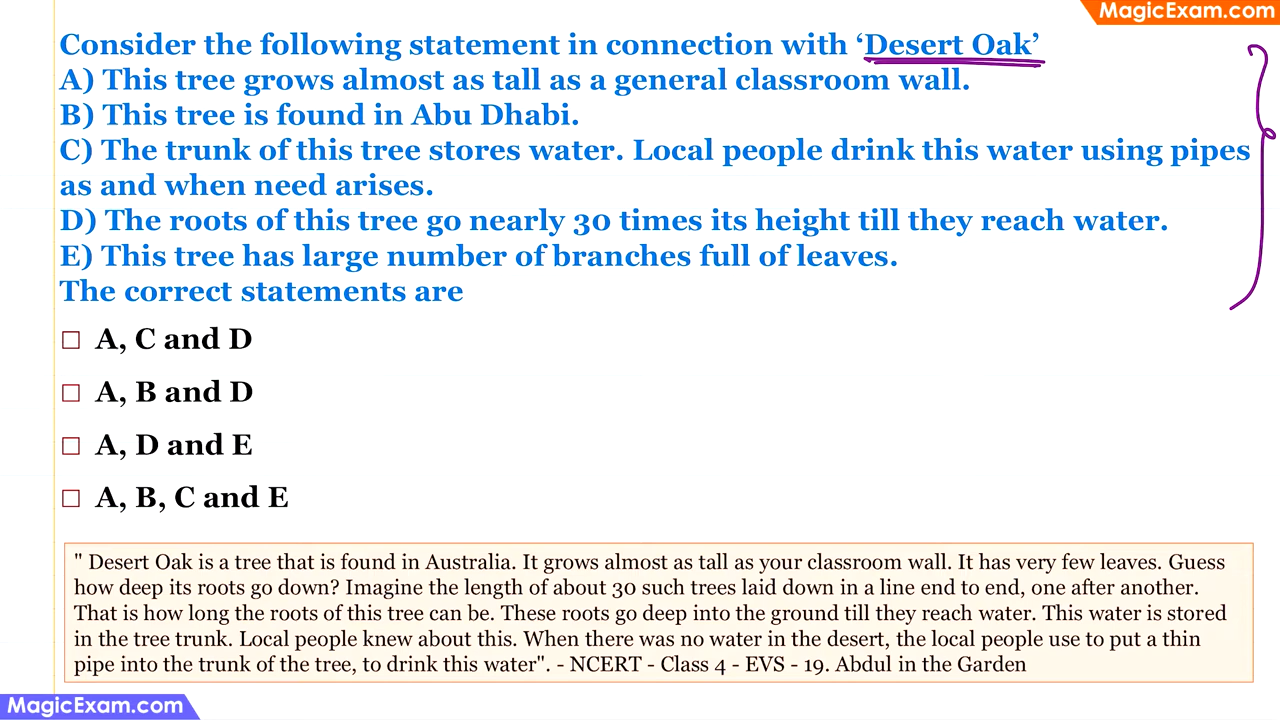 MagicExam.com
Consider the following statement in connection with ‘Desert Oak’
A) This tree grows almost as tall as a general classroom wall.
B) This tree is found in Abu Dhabi.
C) The trunk of this tree stores water. Local people drink this water using pipes
as and when need arises.
D) The roots of this tree go nearly 30 times its height till they reach water.
E) This tree has large number of branches full of leaves.
The correct statements are
A, C and D
A, B and D
A, D and E
A, B, C and E
" Desert Oak is a tree that is found in Australia. It grows almost as tall as your classroom wall. It has very few leaves. Guess
how deep its roots go down? Imagine the length of about 30 such trees laid down in a line end to end, one after another.
That is how long the roots of this tree can be. These roots go deep into the ground till they reach water. This water is stored
in the tree trunk. Local people knew about this. When there was no water in the desert, the local people use to put a thin
pipe into the trunk of the tree, to drink this water". - NCERT - Class 4 - EVS - 19. Abdul in the Garden
MagicExam.com